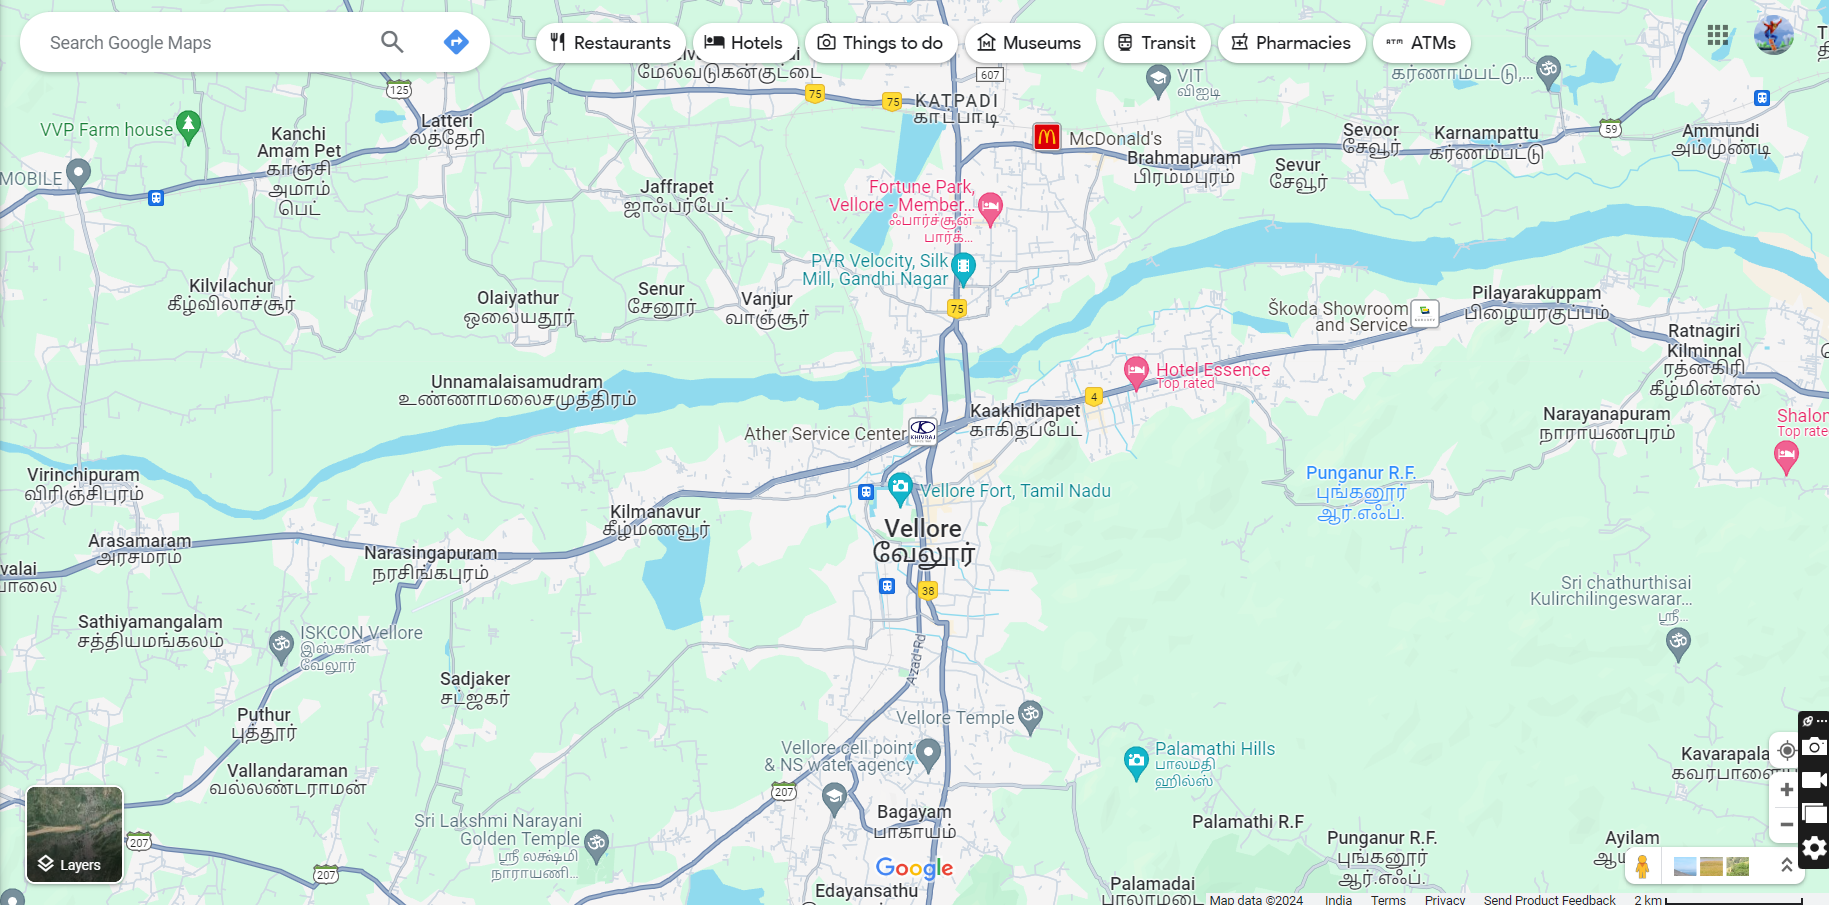 Search Google Maps
Restaurants
Hotels
Things to do
Museums
Transit
Pharmacies
ATMs
மேல்வடுகன்குட்டை
607
VIT
விஐடி
கர்ணாம்பட்டு,...
125
75
75
KATPADI
காட்பாடி
VVP Farm house
Latteri
லத்தேரி
Kanchi
Amam Pet
காஞ்சி
அமாம்
பெட்
McDonald's
Brahmapuram
பிரம்மபுரம்
Sevoor
சேவூர்
Sevur
சேவூர்
Karnampattu
கர்ணம்பட்டு
59
Ammundi
அம்முண்டி
MOBILE
Jaffrapet
ஜாஃபர்பேட்
Fortune Park,
Vellore - Member...
ஃபார்ச்சூன்
பார்க...
PVR Velocity, Silk
Mill, Gandhi Nagar
75
Kilvilachur
கீழ்விலாச்சூர்
Olaiyathur
ஒலையதூர்
Senur
சேனூர்
Vanjur
வாஞ்சூர்
Škoda Showroom
and Service
Pilayarakuppam
பிழையரகுப்பம்
Ratnagiri
Kilminnal
ரத்னகிரி
கீழ்மின்னல்
Unnamalaisamudram
உண்ணாமலைசமுத்திரம்
Hotel Essence
Top rated
4
Kaakhidhapet
காகிதப்பேட்
Ather Service Center
KHIVRAJ
Narayanapuram
நாராயணபுரம்
Shalom
Top rate
Virinchipuram
விரிஞ்சிபுரம்
Punganur R.F.
புங்கனூர்
ஆர்.எஃப்.
Vellore Fort, Tamil Nadu
Kilmanavur
கீழ்மணவூர்
Vellore
வேலூர்
Arasamaram
அரசமரம்
Narasingapuram
நரசிங்கபுரம்
valai
பாலை
38
Sri chathurthisai
Kulirchilingeswarar...
ஸ்ரீ...
Sathiyamangalam
சத்தியமங்கலம்
ISKCON Vellore
இஸ்கான்
வேலூர்
Azad Rd
Sadjaker
சட்ஜகர்
Puthur
புத்தூர்
Vellore Temple
Vellore cell point
& NS water agency
Palamathi Hills
பாலமதி
ஹில்ஸ்
Kavarapala
கவரபாளை
Vallandaraman
வல்லண்டராமன்
207
Bagayam
பாகாயம்
Sri Lakshmi Narayani
Golden Temple
ஸ்ரீ லக்ஷ்மி
நாராயணி...
207
207
Palamathi R.F
Punganur R.F.
புங்கனூர்
ஆர்.எஃப்.
Ayilam
Layers
Google
Edayansathu
Palamadai
பாலாமடை
Map data ©2024
India
Terms
Privacy
Send Product Feedback
2 km